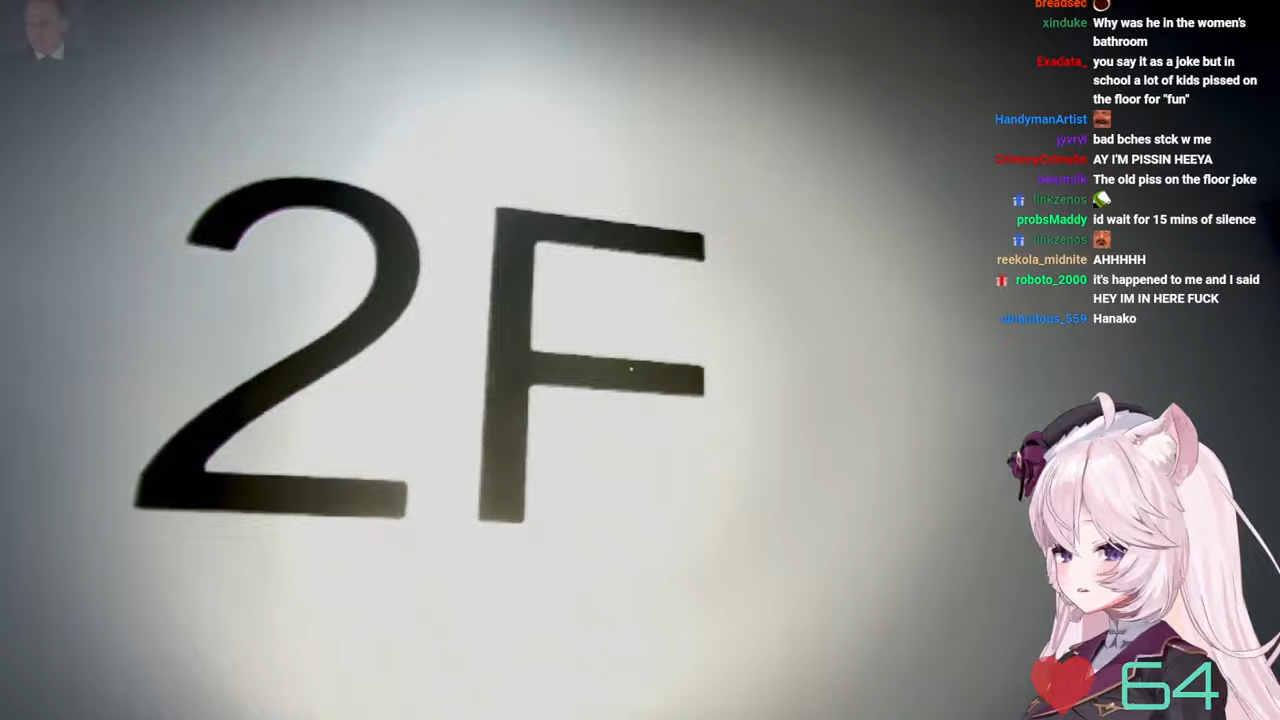 2F
breadsec
xinduke Why was he in the women's
bathroom
Exadata_ you say it as a joke but in
school a lot of kids pissed on
the floor for "fun"
HandymanArtist
jyvryl bad bches stck w me
AY I'M PISSIN HEEYA
The old piss on the floor joke
linkzenos
probsMaddy id wait for 15 mins of silence
linkzenos
reekola_midnite AHHHHH
roboto_2000 it's happened to me and I said
HEY IM IN HERE FUCK
ubiquitous_559 Hanako
64